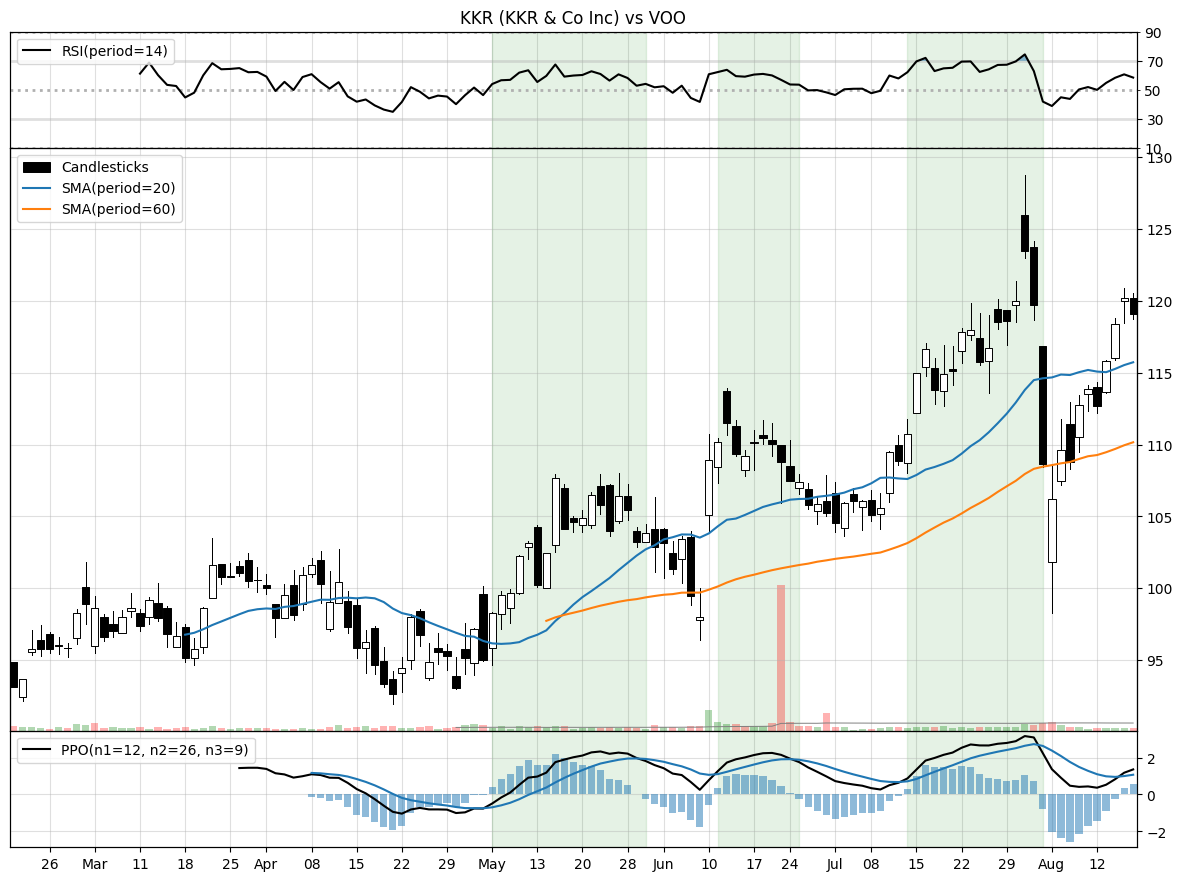 KKR (KKR & Co Inc) vs VOO
RSI(period=14)
90
70
50
30
10
Candlesticks
SMA(period=20)
SMA(period=60)
130
125
120
115
110
105
100
95
PPO(n1=12, n2=26, n3=9)
2
0
−2
26 Mar 11 18 25 Apr 08 15 22 29 May 13 20 28 Jun 10 17 24 Jul 08 15 22 29 Aug 12